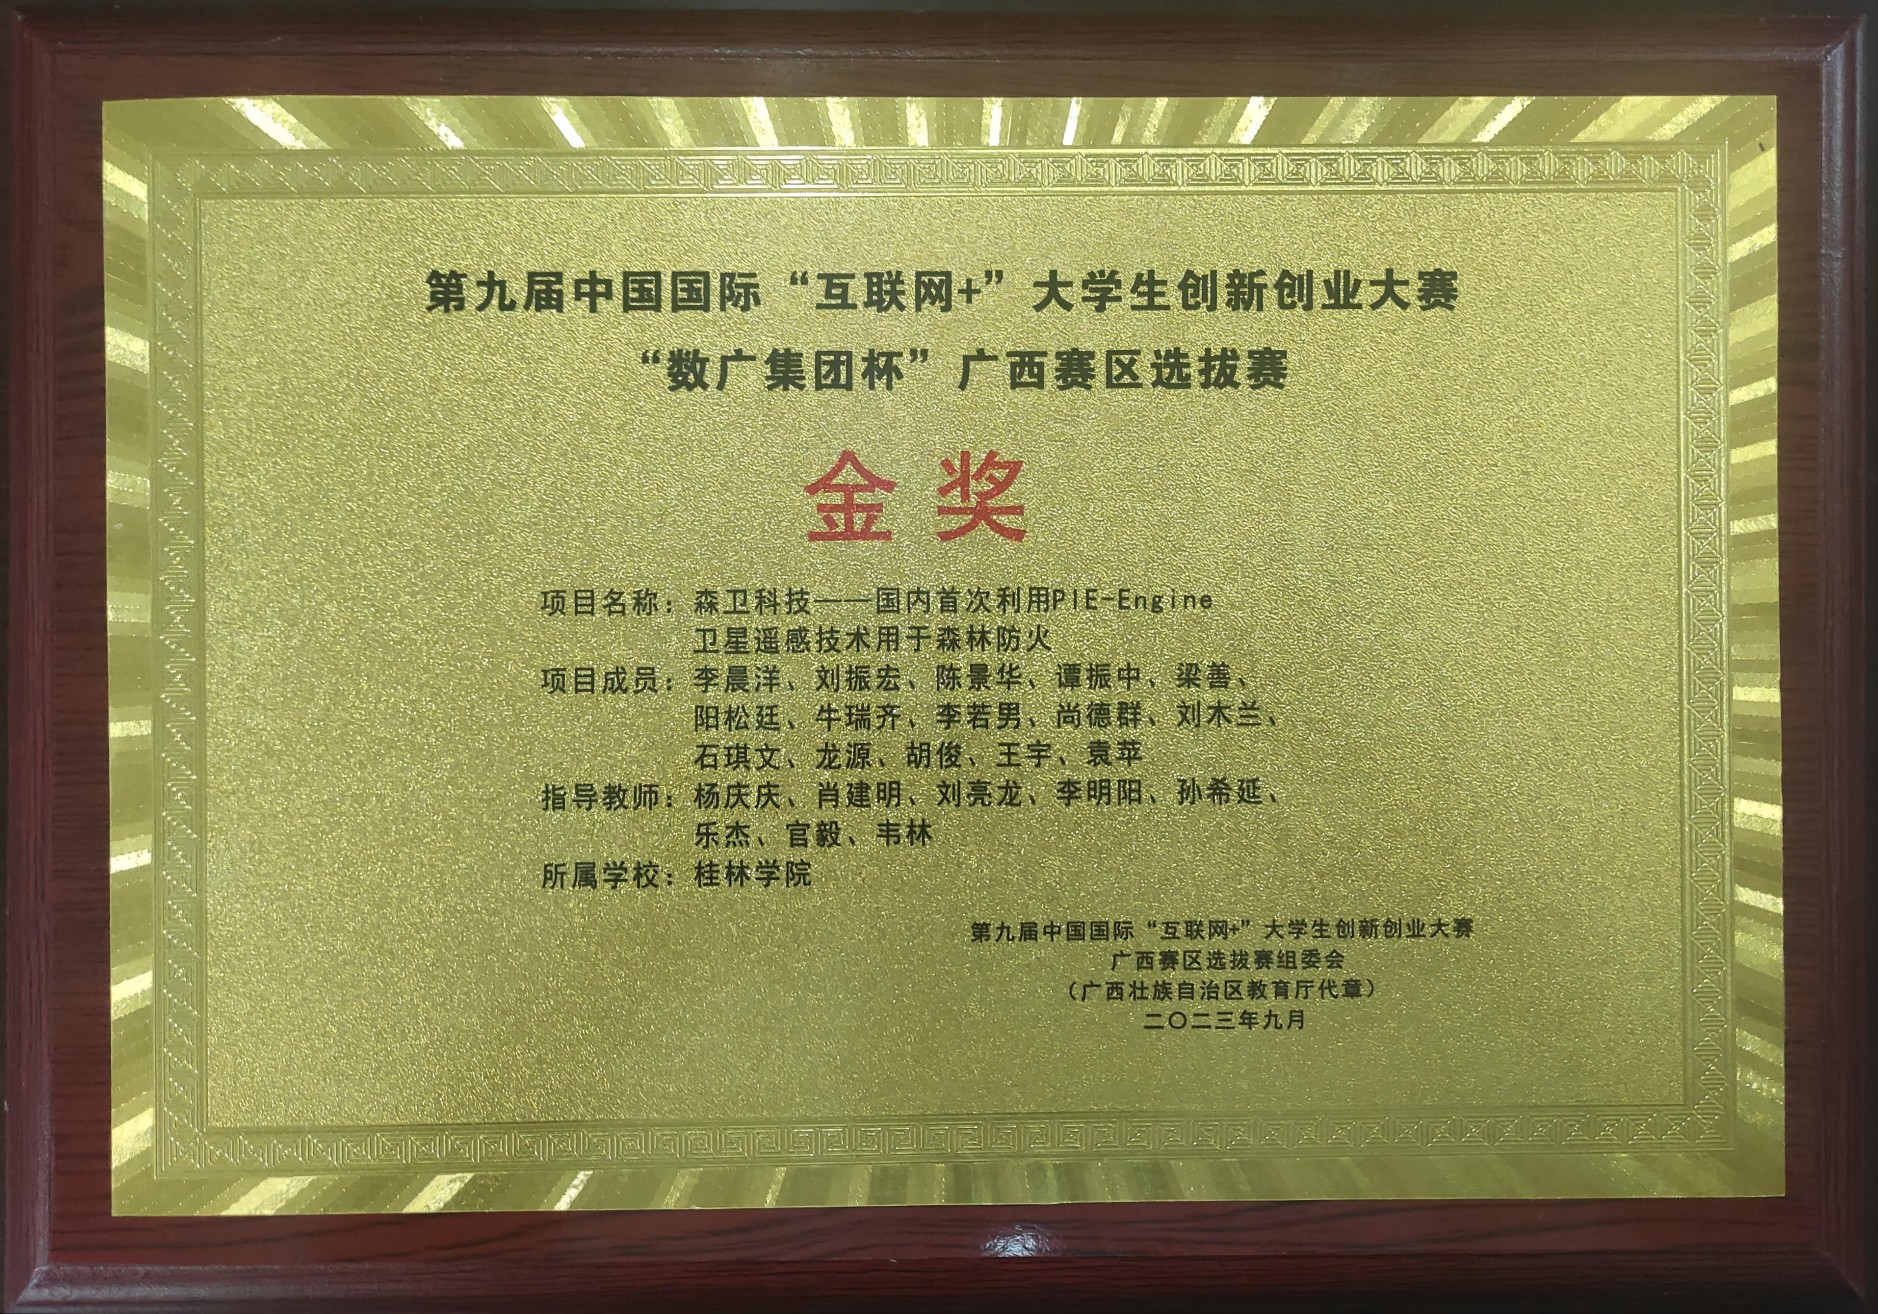 第九届中国国际“互联网+”大学生创新创业大赛
“数广集团杯”广西赛区选拔赛
金奖
项目名称：森卫科技——国内首次利用PIE-Engine
卫星遥感技术用于森林防火
项目成员：李晨洋、刘振宏、陈景华、谭振中、梁善、
阳松廷、牛瑞齐、李若男、尚德群、刘木兰、
石琪文、龙源、胡俊、王宇、袁苹
指导教师：杨庆庆、肖建明、刘亮龙、李明阳、孙希延、
乐杰、官毅、韦林
所属学校：桂林学院
第九届中国国际“互联网+”大学生创新创业大赛
广西赛区选拔赛组委会
（广西壮族自治区教育厅代章）
二〇二三年九月